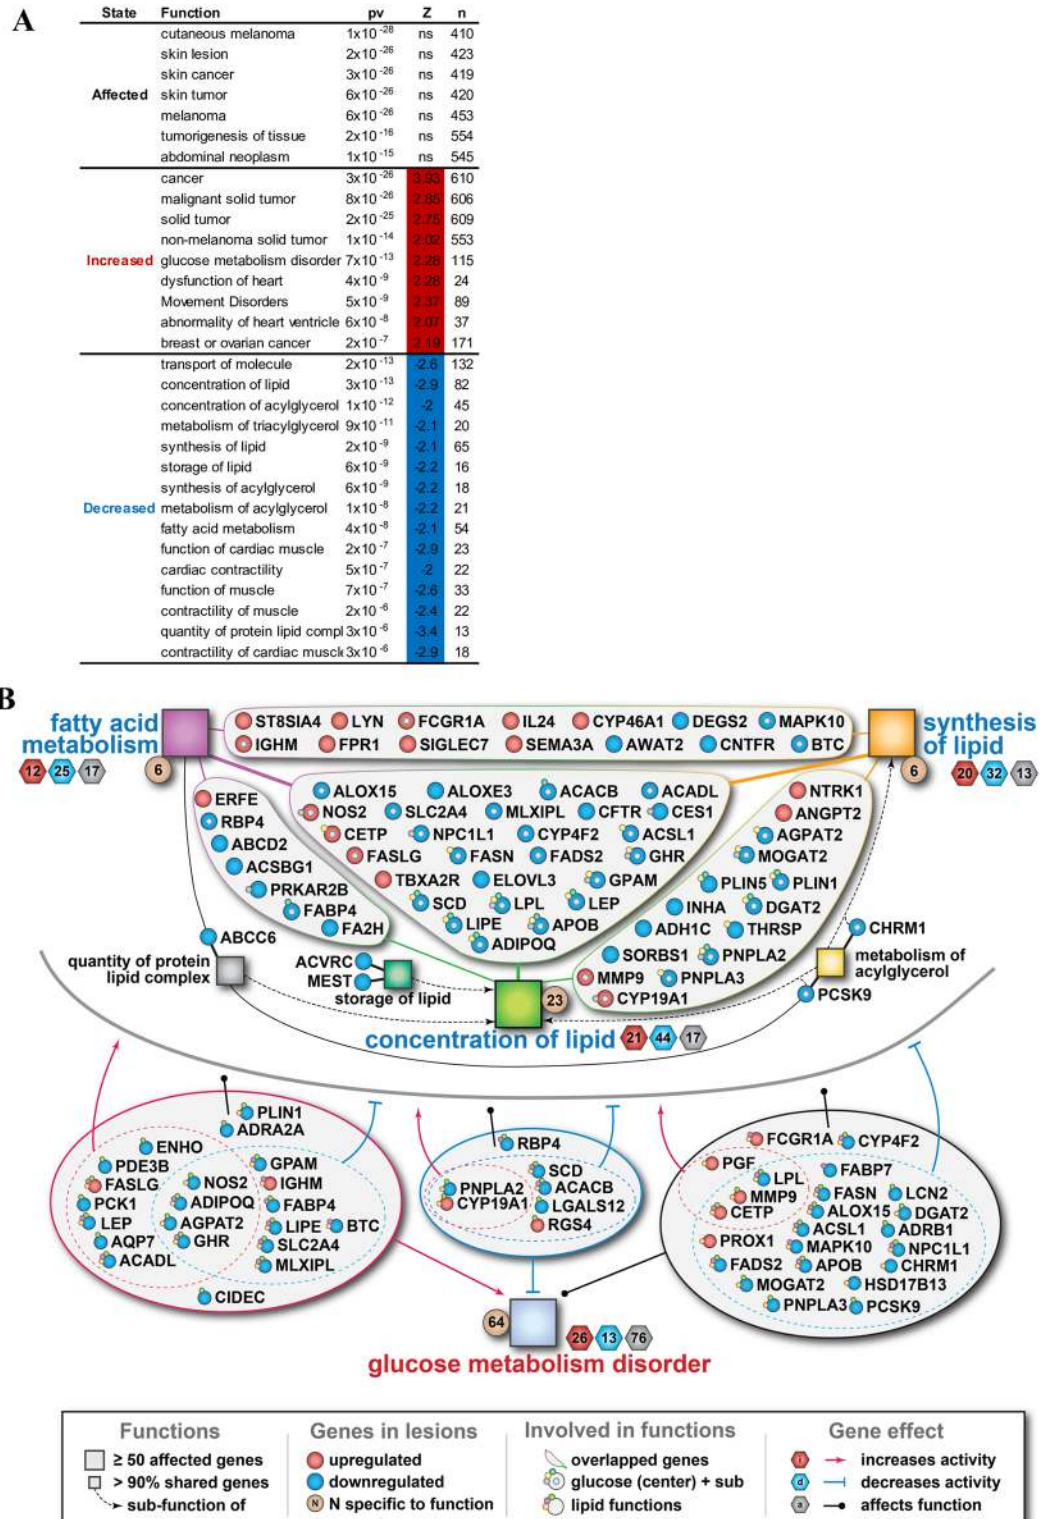 A
State Function pv Z n
cutaneous melanoma 1x10 -28 ns 410
skin lesion 2x10 -26 ns 423
skin cancer 3x10 -26 ns 419
Affected skin tumor 6x10 -26 ns 420
melanoma 6x10 -26 ns 453
tumorigenesis of tissue 2x10 -16 ns 554
abdominal neoplasm 1x10 -15 ns 545
cancer 3x10 -26 3.93 610
malignant solid tumor 8x10 -26 2.85 606
solid tumor 2x10 -25 2.75 609
non-melanoma solid tumor 1x10 -14 2.02 553
Increased glucose metabolism disorder 7x10 -13 2.28 115
dysfunction of heart 4x10 -9 2.28 24
Movement Disorders 5x10 -9 2.37 89
abnormality of heart ventricle 6x10 -8 2.07 37
breast or ovarian cancer 2x10 -7 2.19 171
transport of molecule 2x10 -13 -2.6 132
concentration of lipid 3x10 -13 -2.9 82
concentration of acylglycerol 1x10 -12 -2 45
metabolism of triacylglycerol 9x10 -11 -2.1 20
synthesis of lipid 2x10 -9 -2.1 65
storage of lipid 6x10 -9 -2.2 16
synthesis of acylglycerol 6x10 -9 -2.2 18
Decreased metabolism of acylglycerol 1x10 -8 -2.2 21
fatty acid metabolism 4x10 -8 -2.1 54
function of cardiac muscle 2x10 -7 -2.9 23
cardiac contractility 5x10 -7 -2 22
function of muscle 7x10 -7 -2.6 33
contractility of muscle 2x10 -6 -2.4 22
quantity of protein lipid compl 3x10 -6 -3.4 13
contractility of cardiac muscl 3x10 -6 -2.9 18
B
fatty acid
metabolism
12 25 17
6
ST8SIA4 LYN FCGR1A IL24 CYP46A1 DEGS2 MAPK10
IGHM FPR1 SIGLEC7 SEMA3A AWAT2 CNTFR BTC
synthesis
of lipid
6
20 32 13
ERFE
RBP4
ABCD2
ACSBG1
PRKAR2B
FABP4
FA2H
ALOX15 ALOXE3 ACACB ACADL
NOS2 SLC2A4 MLXIPL CFTR CES1
CETP NPC1L1 CYP4F2 ACSL1
FASLG FASN FADS2 GHR
TBXA2R ELOVL3 GPAM
SCD LPL LEP
LIPE APOB
ADIPOQ
NTRK1
ANGPT2
AGPAT2
MOGAT2
PLIN5 PLIN1
INHA DGAT2
ADH1C THRSP
SORBS1 PNPLA2
MMP9 PNPLA3
CYP19A1
ABCC6
quantity of protein
lipid complex
ACVRC
MEST
storage of lipid
23
CHRM1
metabolism of
acylglycerol
PCSK9
concentration of lipid 21 44 17
PLIN1
ADRA2A
ENHO
PDE3B
FASLG
PCK1
LEP
AQP7
ACADL
NOS2
ADIPOQ
AGPAT2
GHR
GPAM
IGHM
FABP4
LIPE BTC
SLC2A4
MLXIPL
CIDEC
RBP4
PNPLA2
CYP19A1
SCD
ACACB
LGALS12
RGS4
FCGR1A CYP4F2
PGF
LPL
MMP9
CETP
FABP7
FASN LCN2
ALOX15 DGAT2
ACSL1 ADRB1
PROX1 MAPK10 NPC1L1
FADS2 APOB CHRM1
MOGAT2 HSD17B13
PNPLA3 PCSK9
64
26 13 76
glucose metabolism disorder
Functions
≥ 50 affected genes
> 90% shared genes
sub-function of
Genes in lesions
upregulated
downregulated
N N specific to function
Involved in functions
overlapped genes
glucose (center) + sub
lipid functions
Gene effect
i increases activity
d decreases activity
a affects function